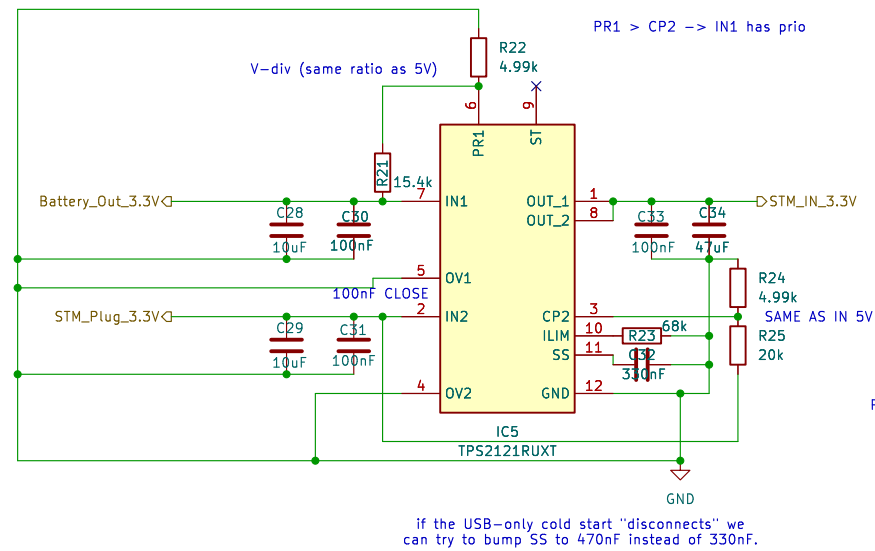 PR1 > CP2 -> IN1 has prio
R22
4.99k
V-div (same ratio as 5V)
6
9
PR1
ST
R21
15.4k
Battery_Out_3.3V
7
IN1
OUT_1
1
STM_IN_3.3V
C28
C30
OUT_2
8
C33
C34
10uF
100nF
100nF
47uF
5
OV1
R24
4.99k
100nF CLOSE
STM_Plug_3.3V
2
IN2
CP2
3
SAME AS IN 5V
C29
C31
ILIM
10
R23
68k
R25
10uF
100nF
SS
11
C32
20k
330nF
4
OV2
GND
12
F
IC5
TPS2121RUXT
GND
if the USB-only cold start "disconnects" we
can try to bump SS to 470nF instead of 330nF.